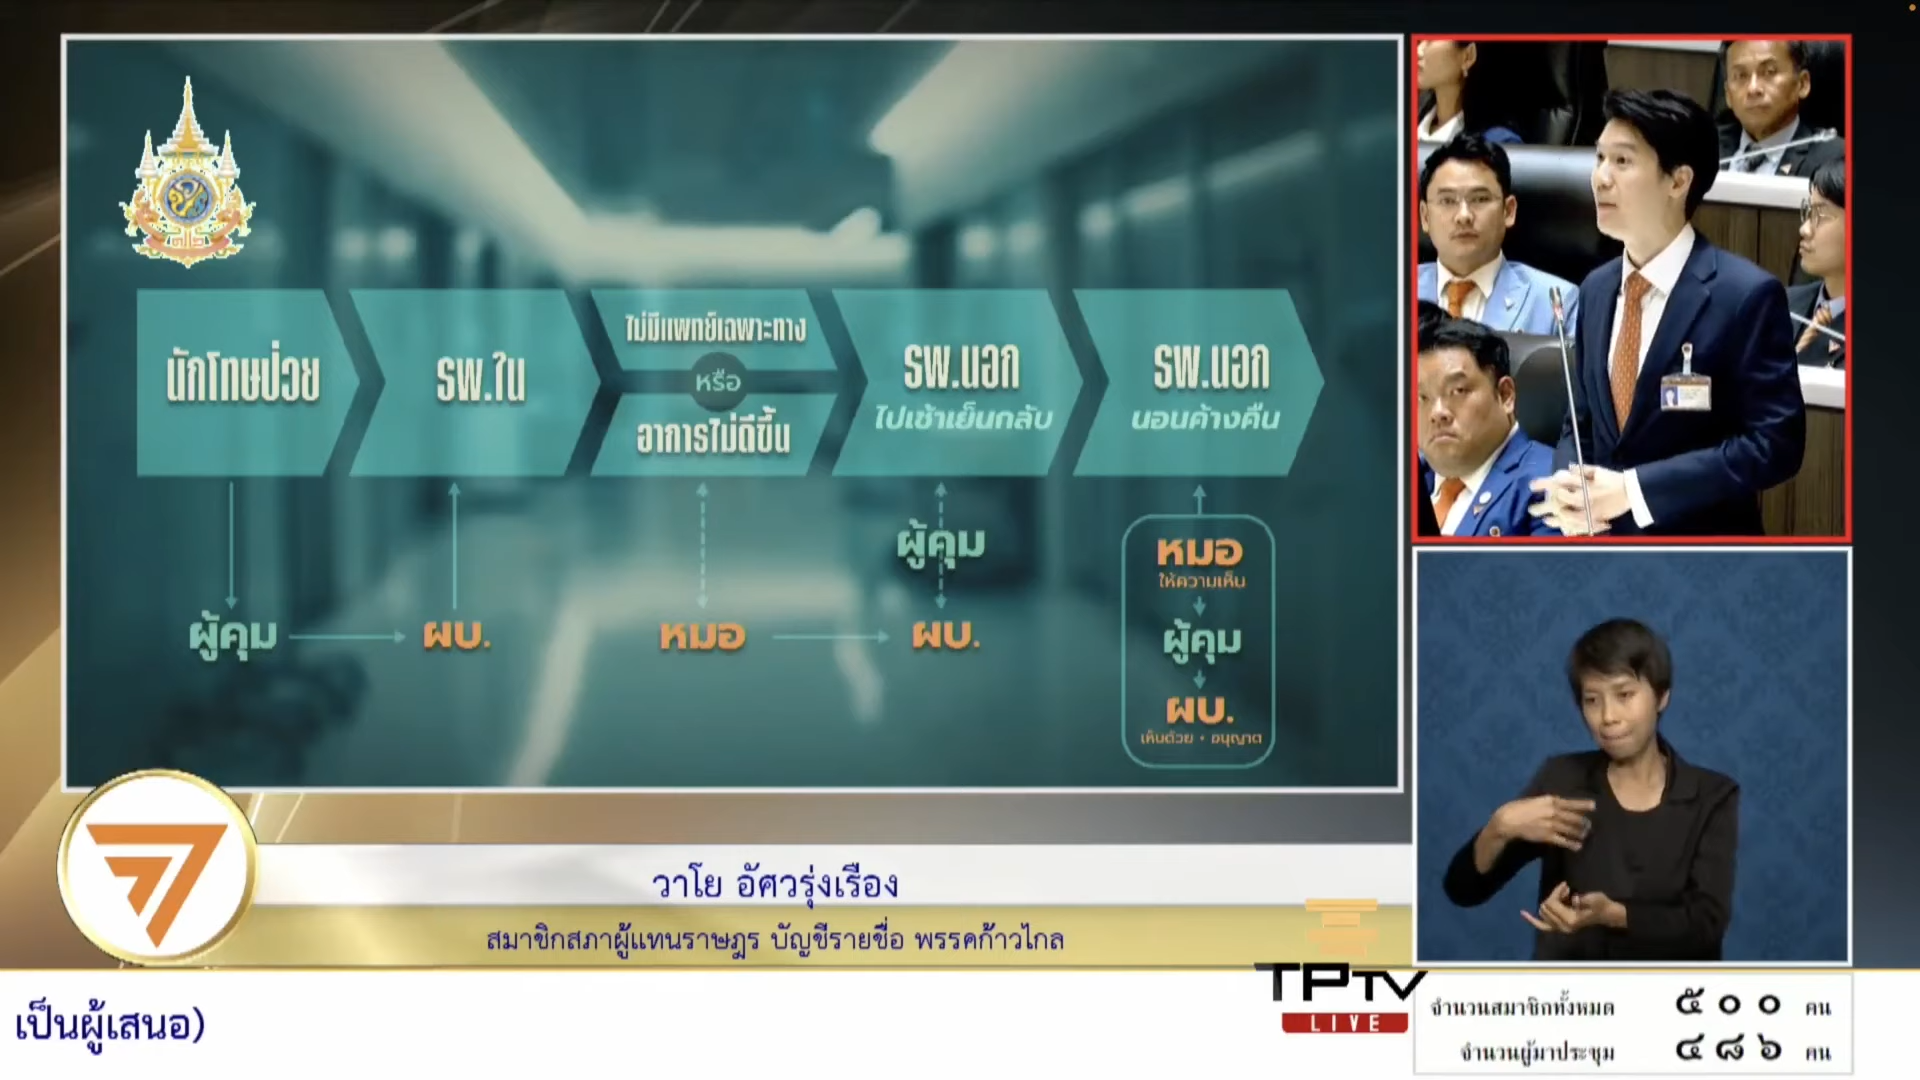 นักโทษป่วย
รพ.ใน
ไม่มีแพทย์เฉพาะทาง
หรือ
อาการไม่ดีขึ้น
รพ.นอก
ไปเช้าเย็นกลับ
รพ.นอก
นอนค้างคืน
ผู้คุม
ผบ.
หมอ
ผู้คุม
ผบ.
หมอ
ให้ความเห็น
ผู้คุม
ผบ.
เห็นด้วย • อนุญาต
วาโย อัศวรุ่งเรือง
สมาชิกสภาผู้แทนราษฎร บัญชีรายชื่อ พรรคก้าวไกล
TPTV
LIVE
เป็นผู้เสนอ)
จำนวนสมาชิกทั้งหมด ๕๐๐ คน
จำนวนผู้มาประชุม ๔๘๖ คน